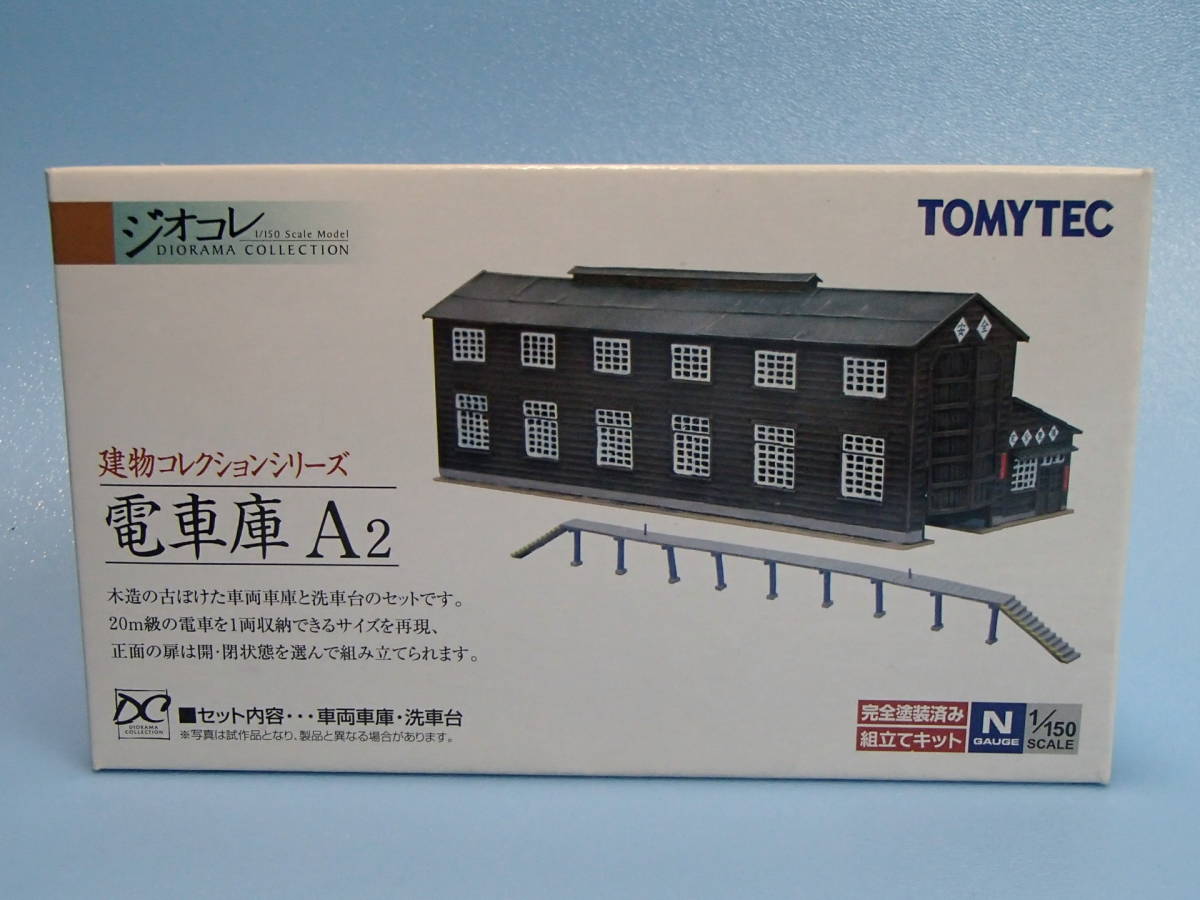 ジオコレ
1/150 Scale Model
DIORAMA COLLECTION
TOMYTEC
安全
建物コレクションシリーズ
電車庫 A2
木造の古ぼけた車両車庫と洗車台のセットです。
20m級の電車を1両収納できるサイズを再現、
正面の扉は開・閉状態を選んで組み立てられます。
DC
DIORAMA
COLLECTION
■セット内容・・・車両車庫・洗車台
※写真は試作品となり、製品と異なる場合があります。
完全塗装済み
組立てキット
N
GAUGE
1/150
SCALE